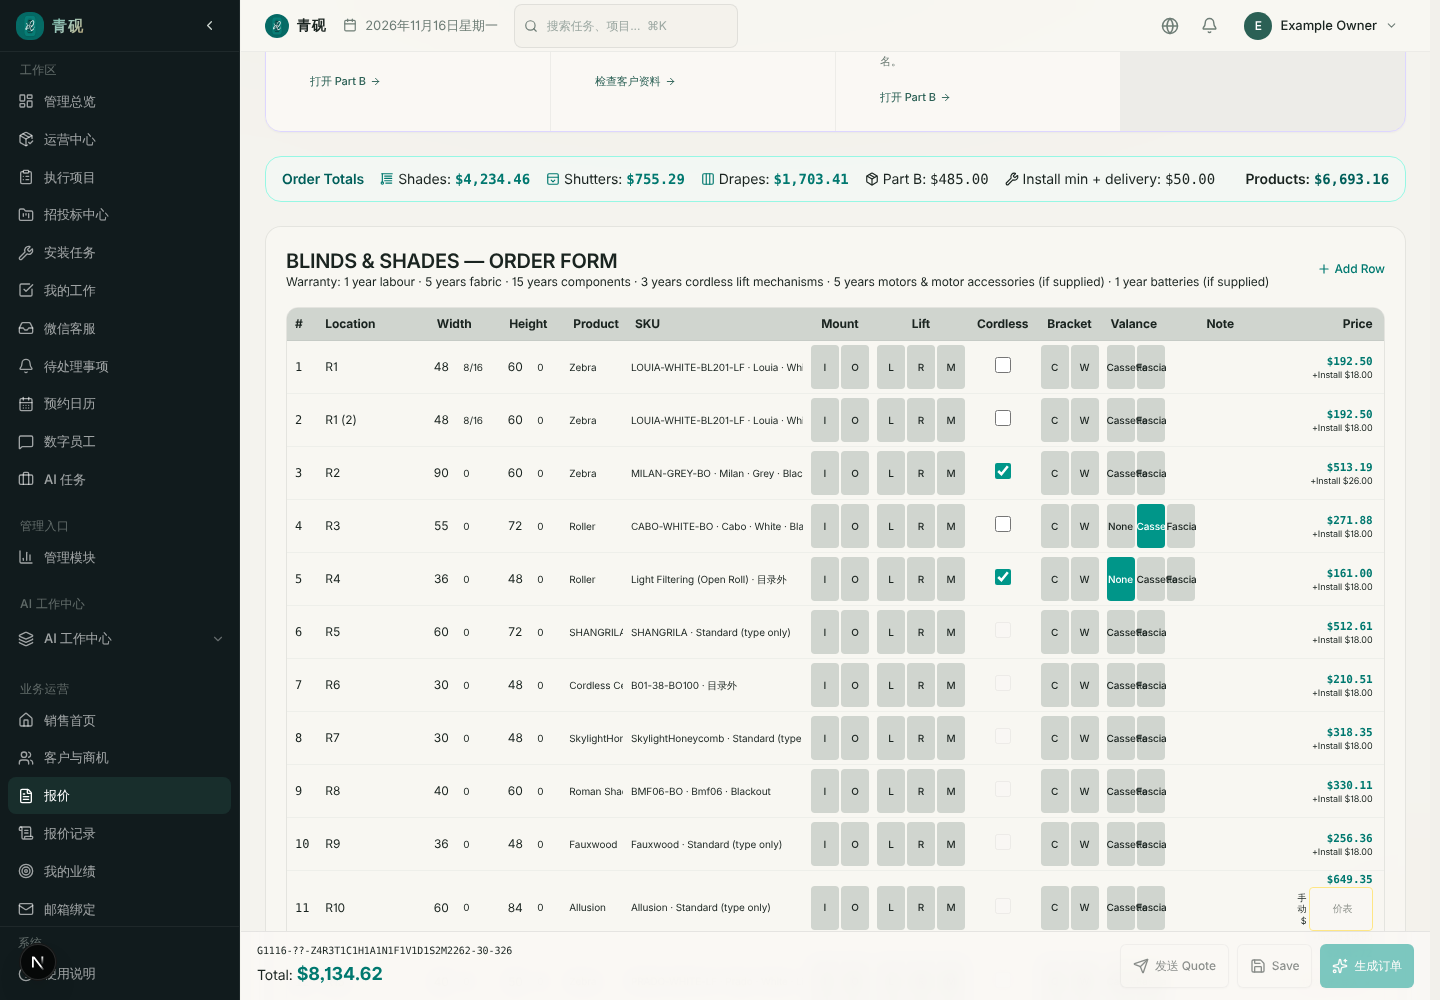 青砚
工作区
管理总览
运营中心
执行项目
招投标中心
安装任务
我的工作
微信客服
待处理事项
预约日历
数字员工
AI 任务
管理入口
管理模块
AI 工作中心
AI 工作中心
业务运营
销售首页
客户与商机
报价
报价记录
我的业绩
邮箱绑定
系统
使用说明
N
青砚 2026年11月16日星期一 搜索任务、项目... ⌘K E Example Owner
名。
打开 Part B → 检查客户资料 → 打开 Part B →
Order Totals Shades: $4,234.46 Shutters: $755.29 Drapes: $1,703.41 Part B: $485.00 Install min + delivery: $50.00 Products: $6,693.16
BLINDS & SHADES — ORDER FORM
Warranty: 1 year labour · 5 years fabric · 15 years components · 3 years cordless lift mechanisms · 5 years motors & motor accessories (if supplied) · 1 year batteries (if supplied)
+ Add Row
# Location Width Height Product SKU Mount Lift Cordless Bracket Valance Note Price
1 R1 48 8/16 60 0 Zebra LOUIA-WHITE-BL201-LF · Louia · Whi I O L R M C W Cassette Fascia $192.50
+Install $18.00
2 R1 (2) 48 8/16 60 0 Zebra LOUIA-WHITE-BL201-LF · Louia · Whi I O L R M C W Cassette Fascia $192.50
+Install $18.00
3 R2 90 0 60 0 Zebra MILAN-GREY-BO · Milan · Grey · Blac I O L R M C W Cassette Fascia $513.19
+Install $26.00
4 R3 55 0 72 0 Roller CABO-WHITE-BO · Cabo · White · Bla I O L R M C W None Casse Fascia $271.88
+Install $18.00
5 R4 36 0 48 0 Roller Light Filtering (Open Roll) · 目录外 I O L R M C W None Cassette Fascia $161.00
+Install $18.00
6 R5 60 0 72 0 SHANGRILA SHANGRILA · Standard (type only) I O L R M C W Cassette Fascia $512.61
+Install $18.00
7 R6 30 0 48 0 Cordless Ce B01-38-BO100 · 目录外 I O L R M C W Cassette Fascia $210.51
+Install $18.00
8 R7 30 0 48 0 SkylightHon SkylightHoneycomb · Standard (type I O L R M C W Cassette Fascia $318.35
+Install $18.00
9 R8 40 0 60 0 Roman Sha BMF06-BO · Bmf06 · Blackout I O L R M C W Cassette Fascia $330.11
+Install $18.00
10 R9 36 0 48 0 Fauxwood Fauxwood · Standard (type only) I O L R M C W Cassette Fascia $256.36
+Install $18.00
11 R10 60 0 84 0 Allusion Allusion · Standard (type only) I O L R M C W Cassette Fascia $649.35
手动 $ 价表
G1116-??-Z4R3T1C1H1A1N1F1V1D1S2M2262-30-326
Total: $8,134.62
发送 Quote Save 生成订单